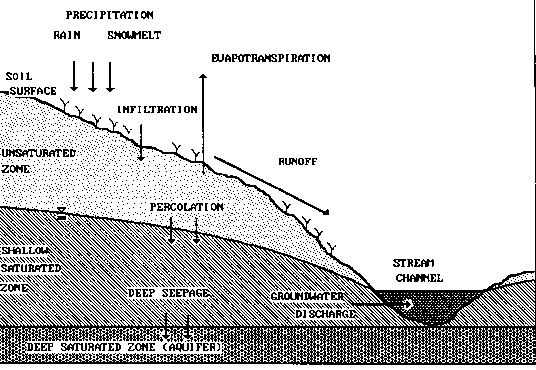 PRECIPITATION
RAIN SNOWMELT
EVAPOTRANSPIRATION
SOIL
SURFACE
INFILTRATION
UNSATURATED
ZONE
RUNOFF
PERCOLATION
SHALLOW
SATURATED
ZONE
STREAM
CHANNEL
DEEP SEEPAGE
GROUNDWATER
DISCHARGE
DEEP SATURATED ZONE (AQUIFER)